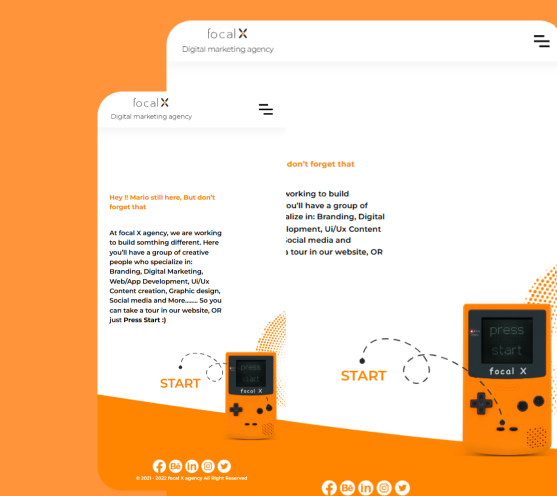 focal X
Digital marketing agency
focal X
Digital marketing agency
Hey !! Mario still here, But don't
forget that
At focal X agency, we are working
to build somthing different. Here
you'll have a group of creative
people who specialize in:
Branding, Digital Marketing,
Web/App Development, Ui/Ux
Content creation, Graphic design,
Social media and More........ So you
can take a tour in our website, OR
just Press Start :)
START
press
start
focal X
© 2021 - 2022 focal X agency All Right Reserved
don't forget that
working to build
ou'll have a group of
alize in: Branding, Digital
lopment, Ui/Ux Content
ocial media and
tour in our website, OR
START
press
start
focal X